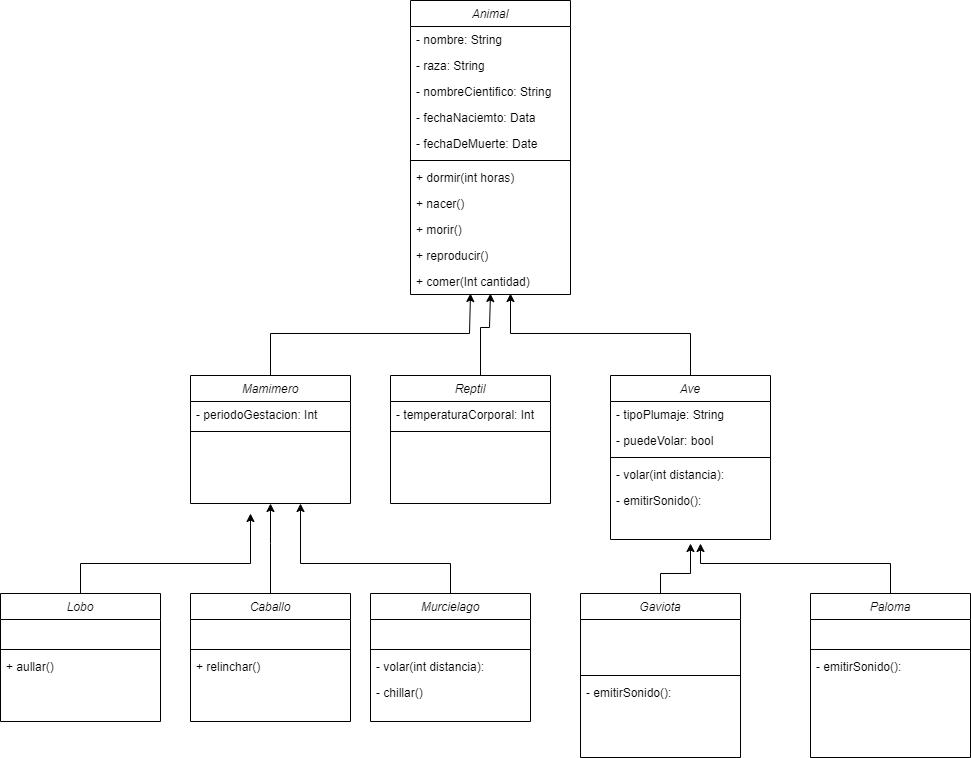 Animal
- nombre: String
- raza: String
- nombreCientifico: String
- fechaNaciemto: Data
- fechaDeMuerte: Date
+ dormir(int horas)
+ nacer()
+ morir()
+ reproducir()
+ comer(Int cantidad)
Mamimero
- periodoGestacion: Int
Reptil
- temperaturaCorporal: Int
Ave
- tipoPlumaje: String
- puedeVolar: bool
- volar(int distancia):
- emitirSonido():
Lobo
+ aullar()
Caballo
+ relinchar()
Murcielago
- volar(int distancia):
- chillar()
Gaviota
- emitirSonido():
Paloma
- emitirSonido():